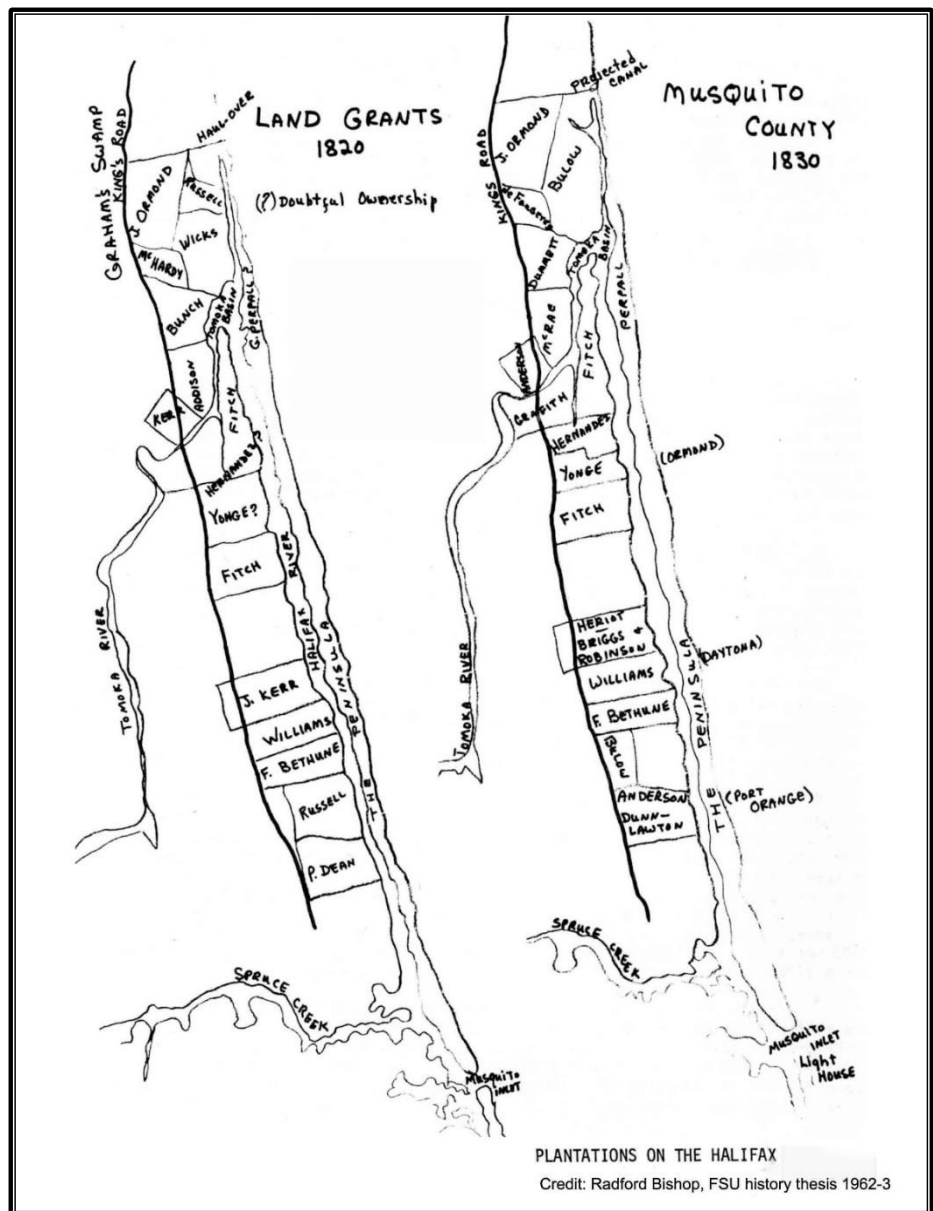 LAND GRANTS
1820
(?) Doubtful Ownership
GRAHAM'S SWAMP
KING'S ROAD
HAUL-OVER
J. ORMOND
RUSSELL
WICKS
McHARDY
BUNCH
TOMOKA
BASIN
G. PERPALL ?
ADDISON
FITCH
KERR
HERNANDEZ ?
YONGE?
FITCH
TOMOKA RIVER
HALIFAX RIVER
THE PENINSULLA
J. KERR
WILLIAMS
F. BETHUNE
RUSSELL
P. DEAN
SPRUCE CREEK
MUSQUITO
INLET
MUSQUITO
COUNTY
1830
PROJECTED
CANAL
KINGS ROAD
J. ORMOND
BULOW
DUMMETT
TOMOKA
BASIN
PERPALL
McRAE
FITCH
ANDERSON
GRIFFITH
HERNANDEZ
YONGE
FITCH
(ORMOND)
TOMOKA RIVER
HERIOT
BRIGGS &
ROBINSON
WILLIAMS
F. BETHUNE
BULOW
ANDERSON
DUNN-
LAWTON
THE PENINSULLA
(DAYTONA)
(PORT
ORANGE)
SPRUCE CREEK
MUSQUITO
INLET
Light
HOUSE
PLANTATIONS ON THE HALIFAX
Credit: Radford Bishop, FSU history thesis 1962-3